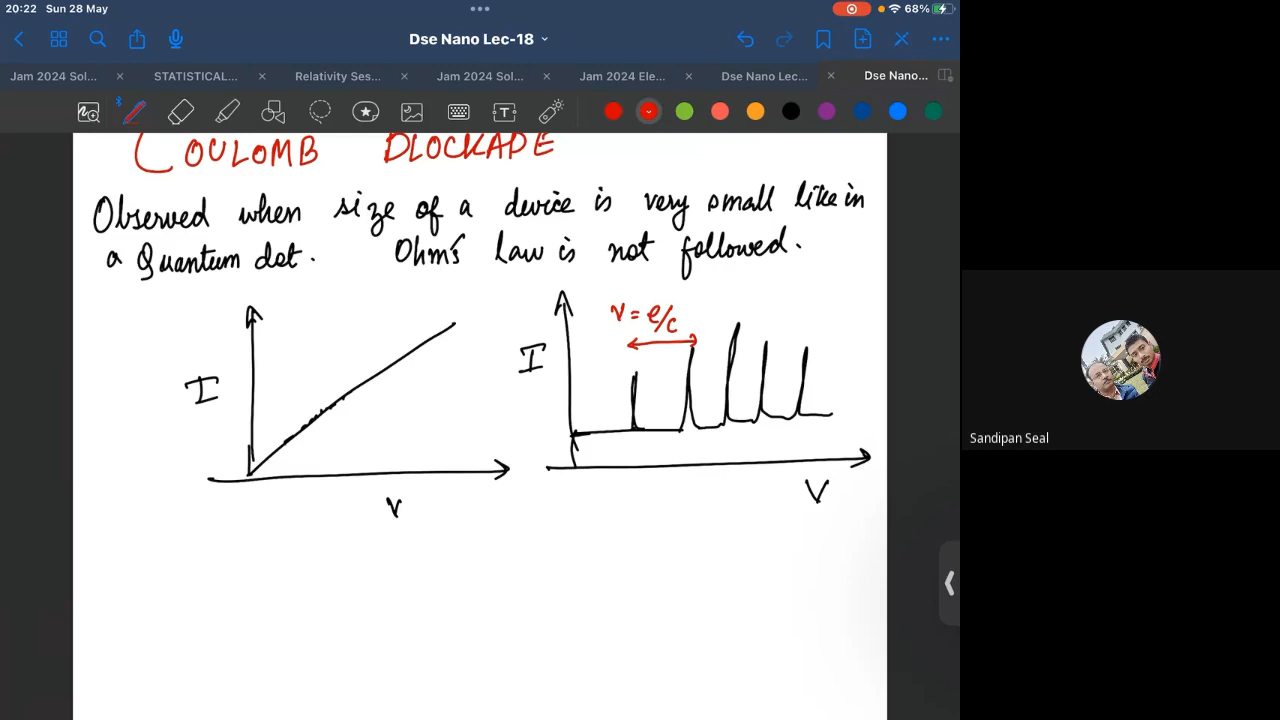 20:22 Sun 28 May
68%
Dse Nano Lec-18
Jam 2024 Sol... STATISTICAL... Relativity Ses... Jam 2024 Sol... Jam 2024 Ele... Dse Nano Lec... Dse Nano...
COULOMB BLOCKADE
Observed when size of a device is very small like in
a Quantum dot. Ohm's Law is not followed.
V = e/c
I
I
V
V
Sandipan Seal